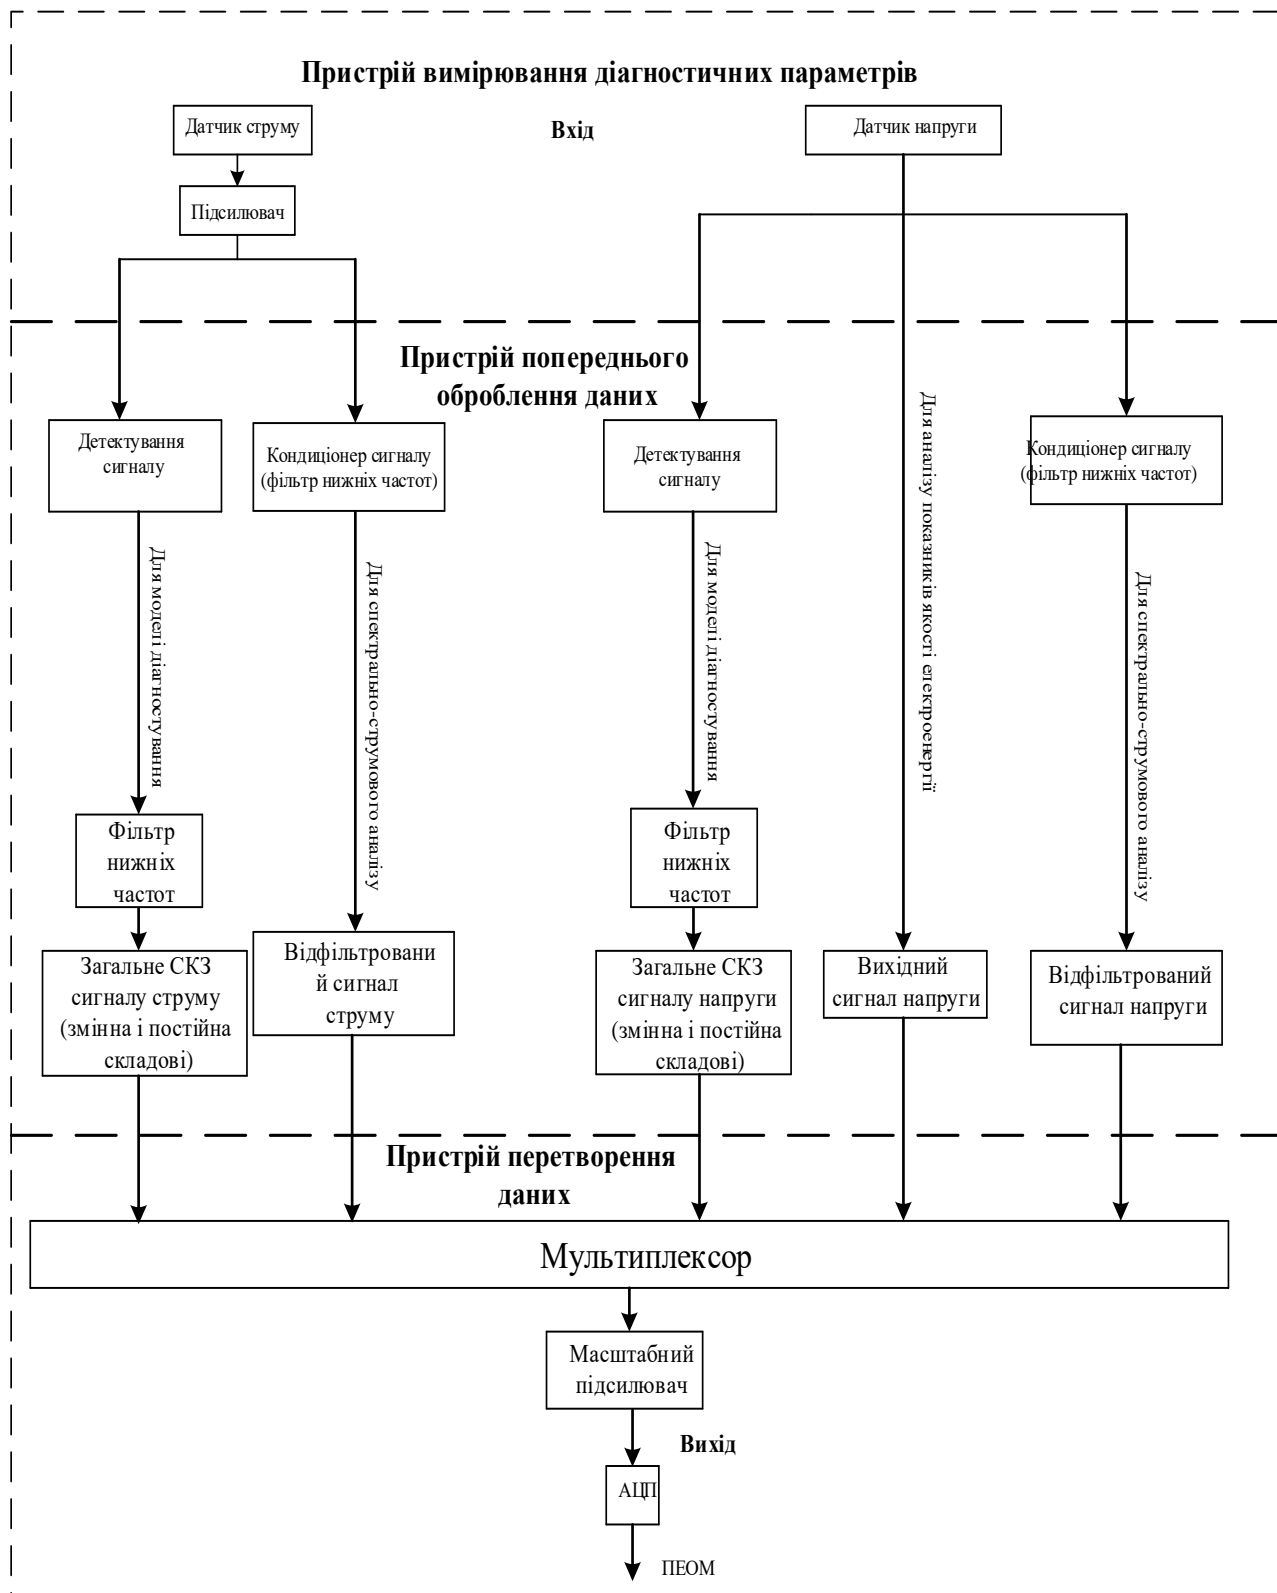 Пристрій вимірювання діагностичних параметрів
Датчик струму
Вхід
Датчик напруги
Підсилювач
Пристрій попереднього
оброблення даних
Детектування
сигналу
Кондиціонер сигналу
(фільтр нижніх частот)
Детектування
сигналу
Кондиціонер сигналу
(фільтр нижніх частот)
Для моделі діагностування
Для спектрально-струмового аналізу
Для моделі діагностування
Для аналізу показників якості електроенергії
Для спектрально-струмового аналізу
Фільтр
нижніх
частот
Фільтр
нижніх
частот
Загальне СКЗ
сигналу струму
(змінна і постійна
складові)
Відфільтровани
й сигнал
струму
Загальне СКЗ
сигналу напруги
(змінна і постійна
складові)
Вихідний
сигнал напруги
Відфільтрований
сигнал напруги
Пристрій перетворення
даних
Мультиплексор
Масштабний
підсилювач
Вихід
АЦП
ПЕОМ